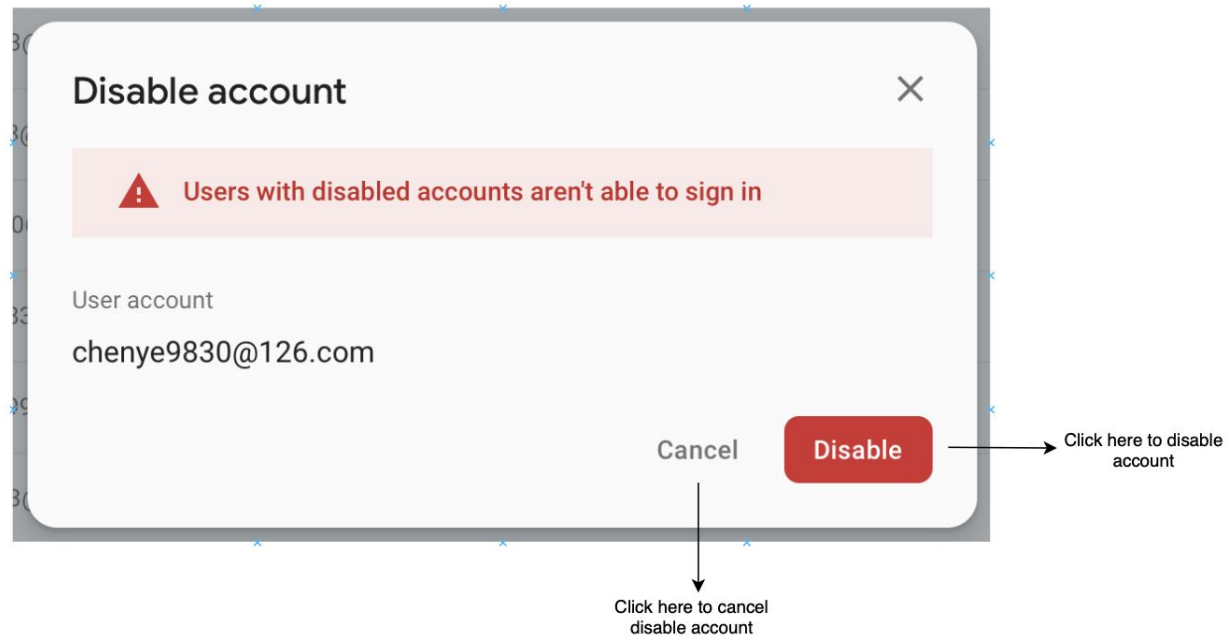 Disable account
Users with disabled accounts aren't able to sign in
User account
chenye9830@126.com
Cancel
Disable
Click here to disable
account
Click here to cancel
disable account